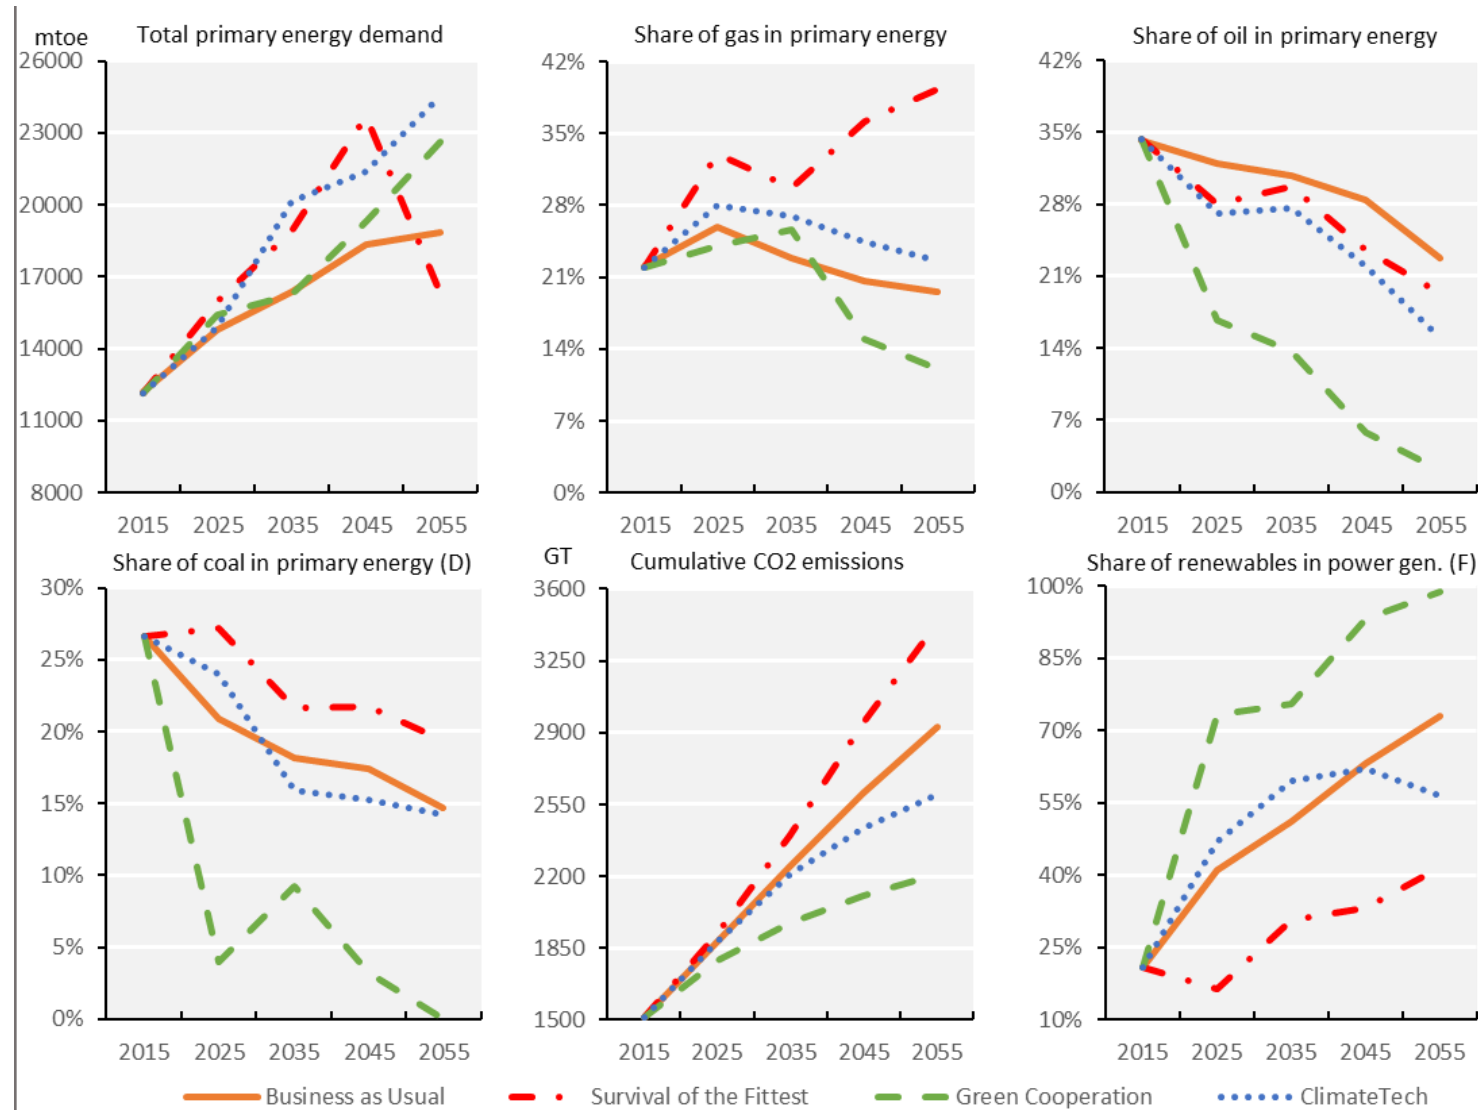 mtoe
Total primary energy demand
26000
23000
20000
17000
14000
11000
8000
2015 2025 2035 2045 2055
Share of gas in primary energy
42%
35%
28%
21%
14%
7%
0%
2015 2025 2035 2045 2055
Share of oil in primary energy
42%
35%
28%
21%
14%
7%
0%
2015 2025 2035 2045 2055
Share of coal in primary energy (D)
30%
25%
20%
15%
10%
5%
0%
2015 2025 2035 2045 2055
GT
Cumulative CO2 emissions
3600
3250
2900
2550
2200
1850
1500
2015 2025 2035 2045 2055
Share of renewables in power gen. (F)
100%
85%
70%
55%
40%
25%
10%
2015 2025 2035 2045 2055
Business as Usual
Survival of the Fittest
Green Cooperation
ClimateTech